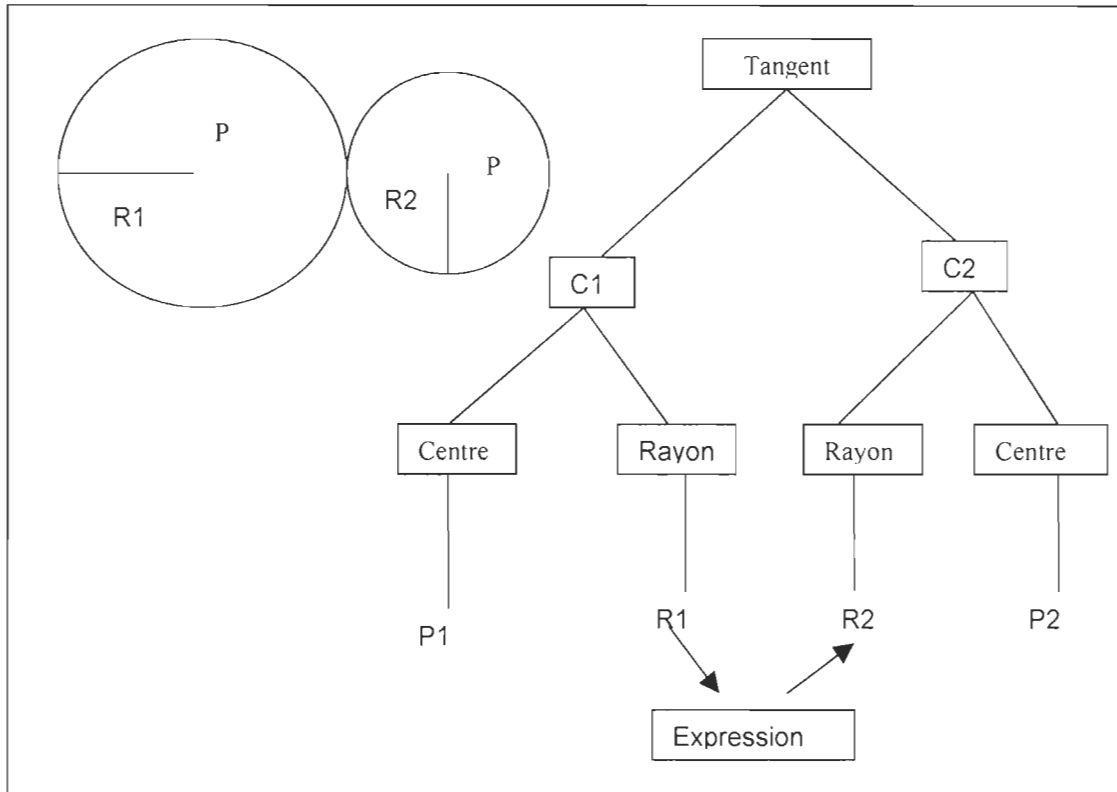 Tangent
P
P
R1
R2
C1
C2
Centre
Rayon
Rayon
Centre
P1
R1
R2
P2
Expression